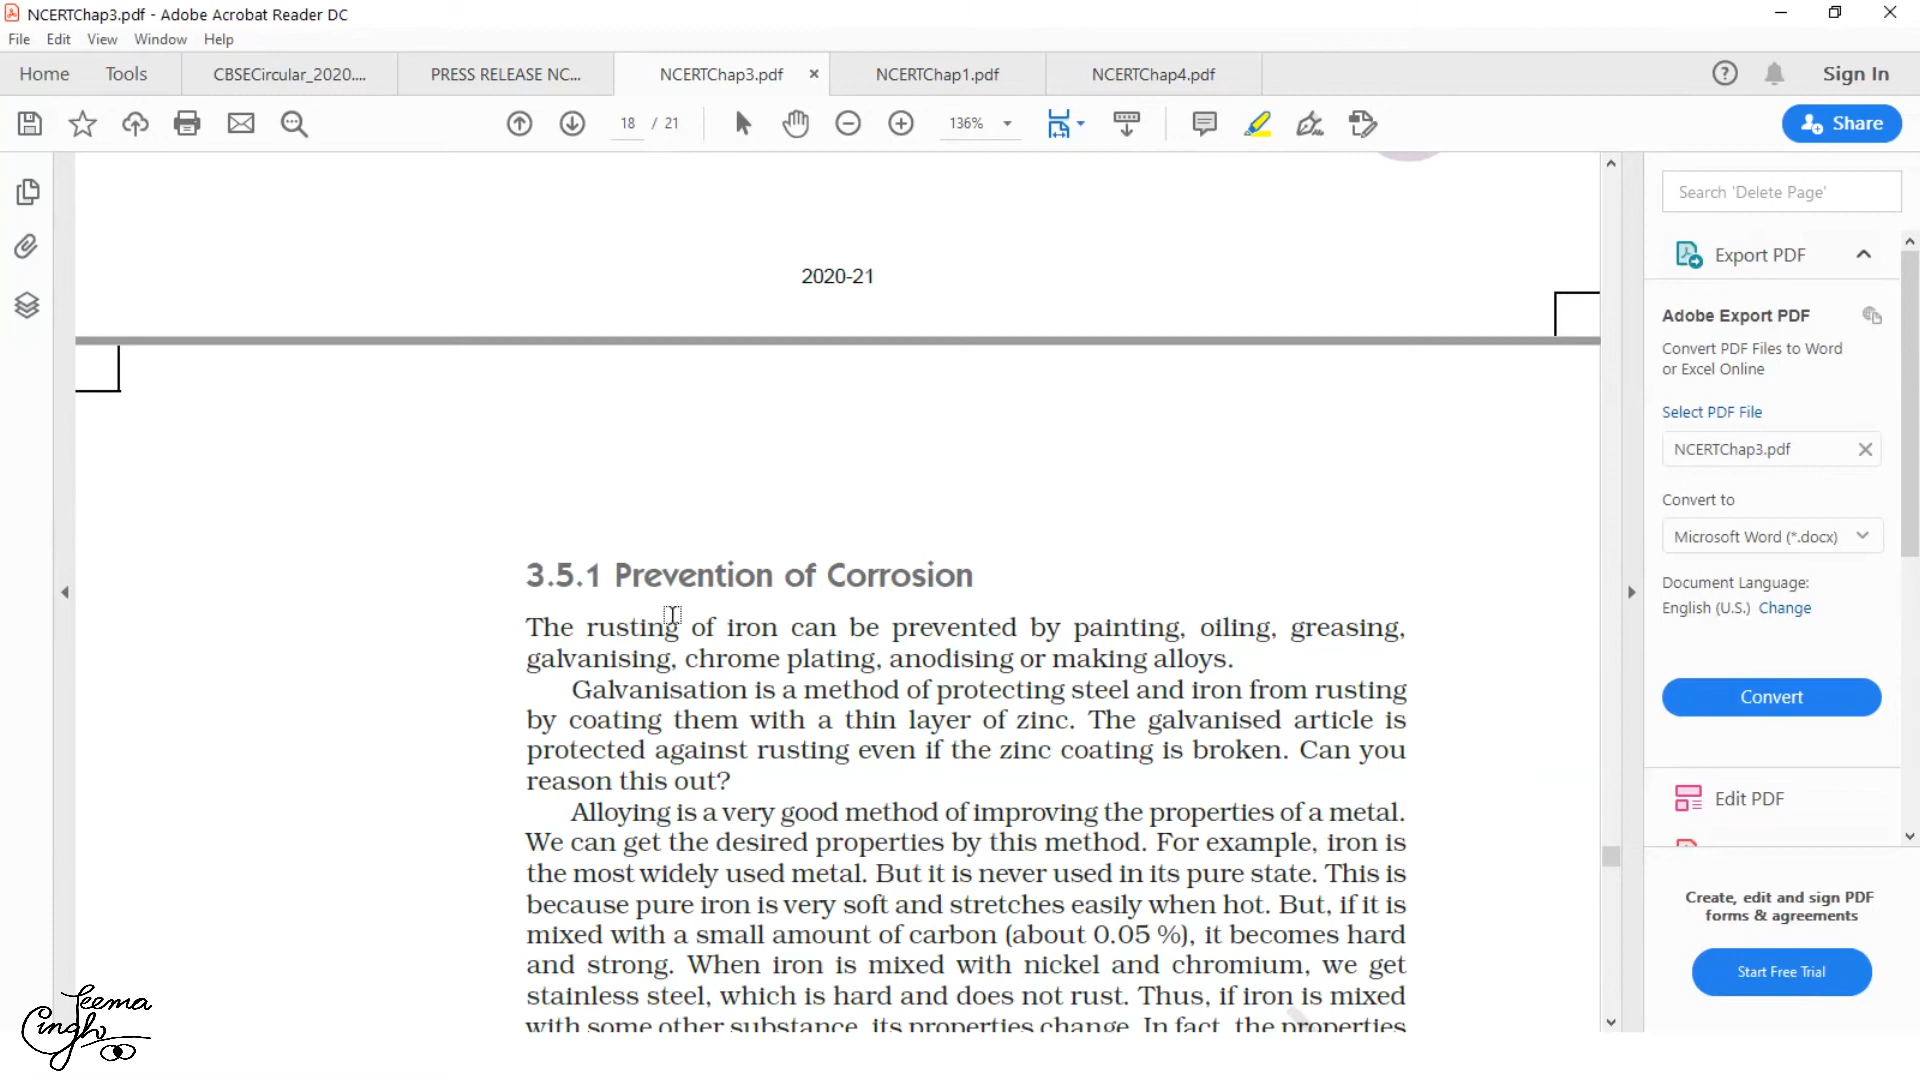 NCERTChap3.pdf - Adobe Acrobat Reader DC
File Edit View Window Help
Home Tools CBSECircular_2020.... PRESS RELEASE NC... NCERTChap3.pdf × NCERTChap1.pdf NCERTChap4.pdf Sign In
18 / 21 136% Share
Search 'Delete Page'
2020-21
Export PDF
Adobe Export PDF
Convert PDF Files to Word
or Excel Online
Select PDF File
NCERTChap3.pdf
Convert to
Microsoft Word (*.docx)
Document Language:
English (U.S.) Change
Convert
Edit PDF
Create, edit and sign PDF
forms & agreements
Start Free Trial
3.5.1 Prevention of Corrosion
The rusting of iron can be prevented by painting, oiling, greasing,
galvanising, chrome plating, anodising or making alloys.
Galvanisation is a method of protecting steel and iron from rusting
by coating them with a thin layer of zinc. The galvanised article is
protected against rusting even if the zinc coating is broken. Can you
reason this out?
Alloying is a very good method of improving the properties of a metal.
We can get the desired properties by this method. For example, iron is
the most widely used metal. But it is never used in its pure state. This is
because pure iron is very soft and stretches easily when hot. But, if it is
mixed with a small amount of carbon (about 0.05 %), it becomes hard
and strong. When iron is mixed with nickel and chromium, we get
stainless steel, which is hard and does not rust. Thus, if iron is mixed
with some other substance, its properties change. In fact, the properties